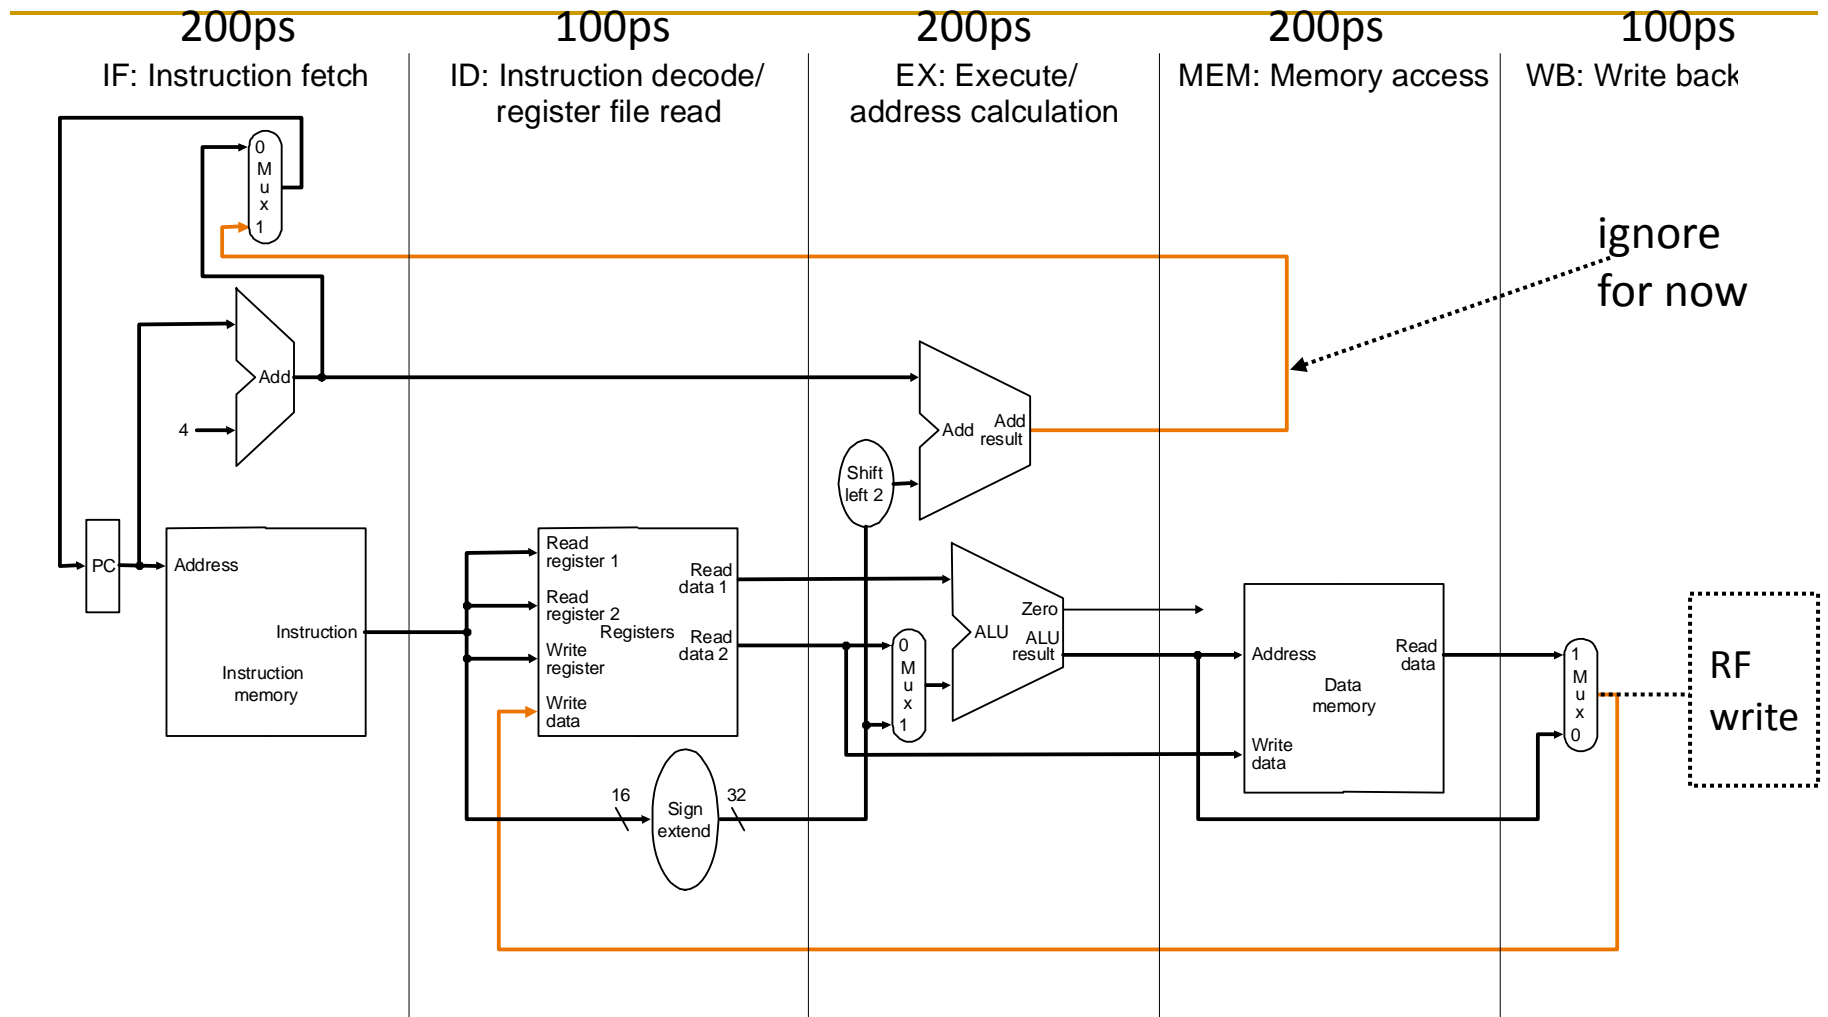 200ps
100ps
200ps
200ps
100ps
IF: Instruction fetch
ID: Instruction decode/
register file read
EX: Execute/
address calculation
MEM: Memory access
WB: Write back
0
M
u
x
1
ignore
for now
Add
4
Add
Add
result
Shift
left 2
PC
Address
Instruction
Instruction
memory
Read
register 1
Read
register 2
Write
register
Write
data
Registers
Read
data 1
Read
data 2
0
M
u
x
1
Zero
ALU
ALU
result
Address
Write
data
Data
memory
Read
data
1
M
u
x
0
RF
write
16
Sign
extend
32